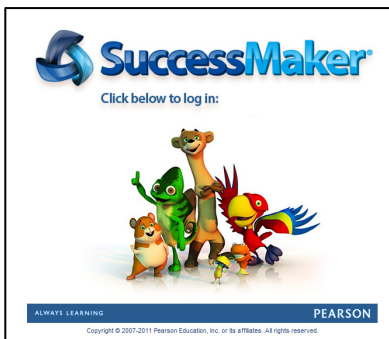 SuccessMaker®
Click below to log in:
ALWAYS LEARNING PEARSON
Copyright © 2007-2011 Pearson Education, Inc. or its affiliates. All rights reserved.